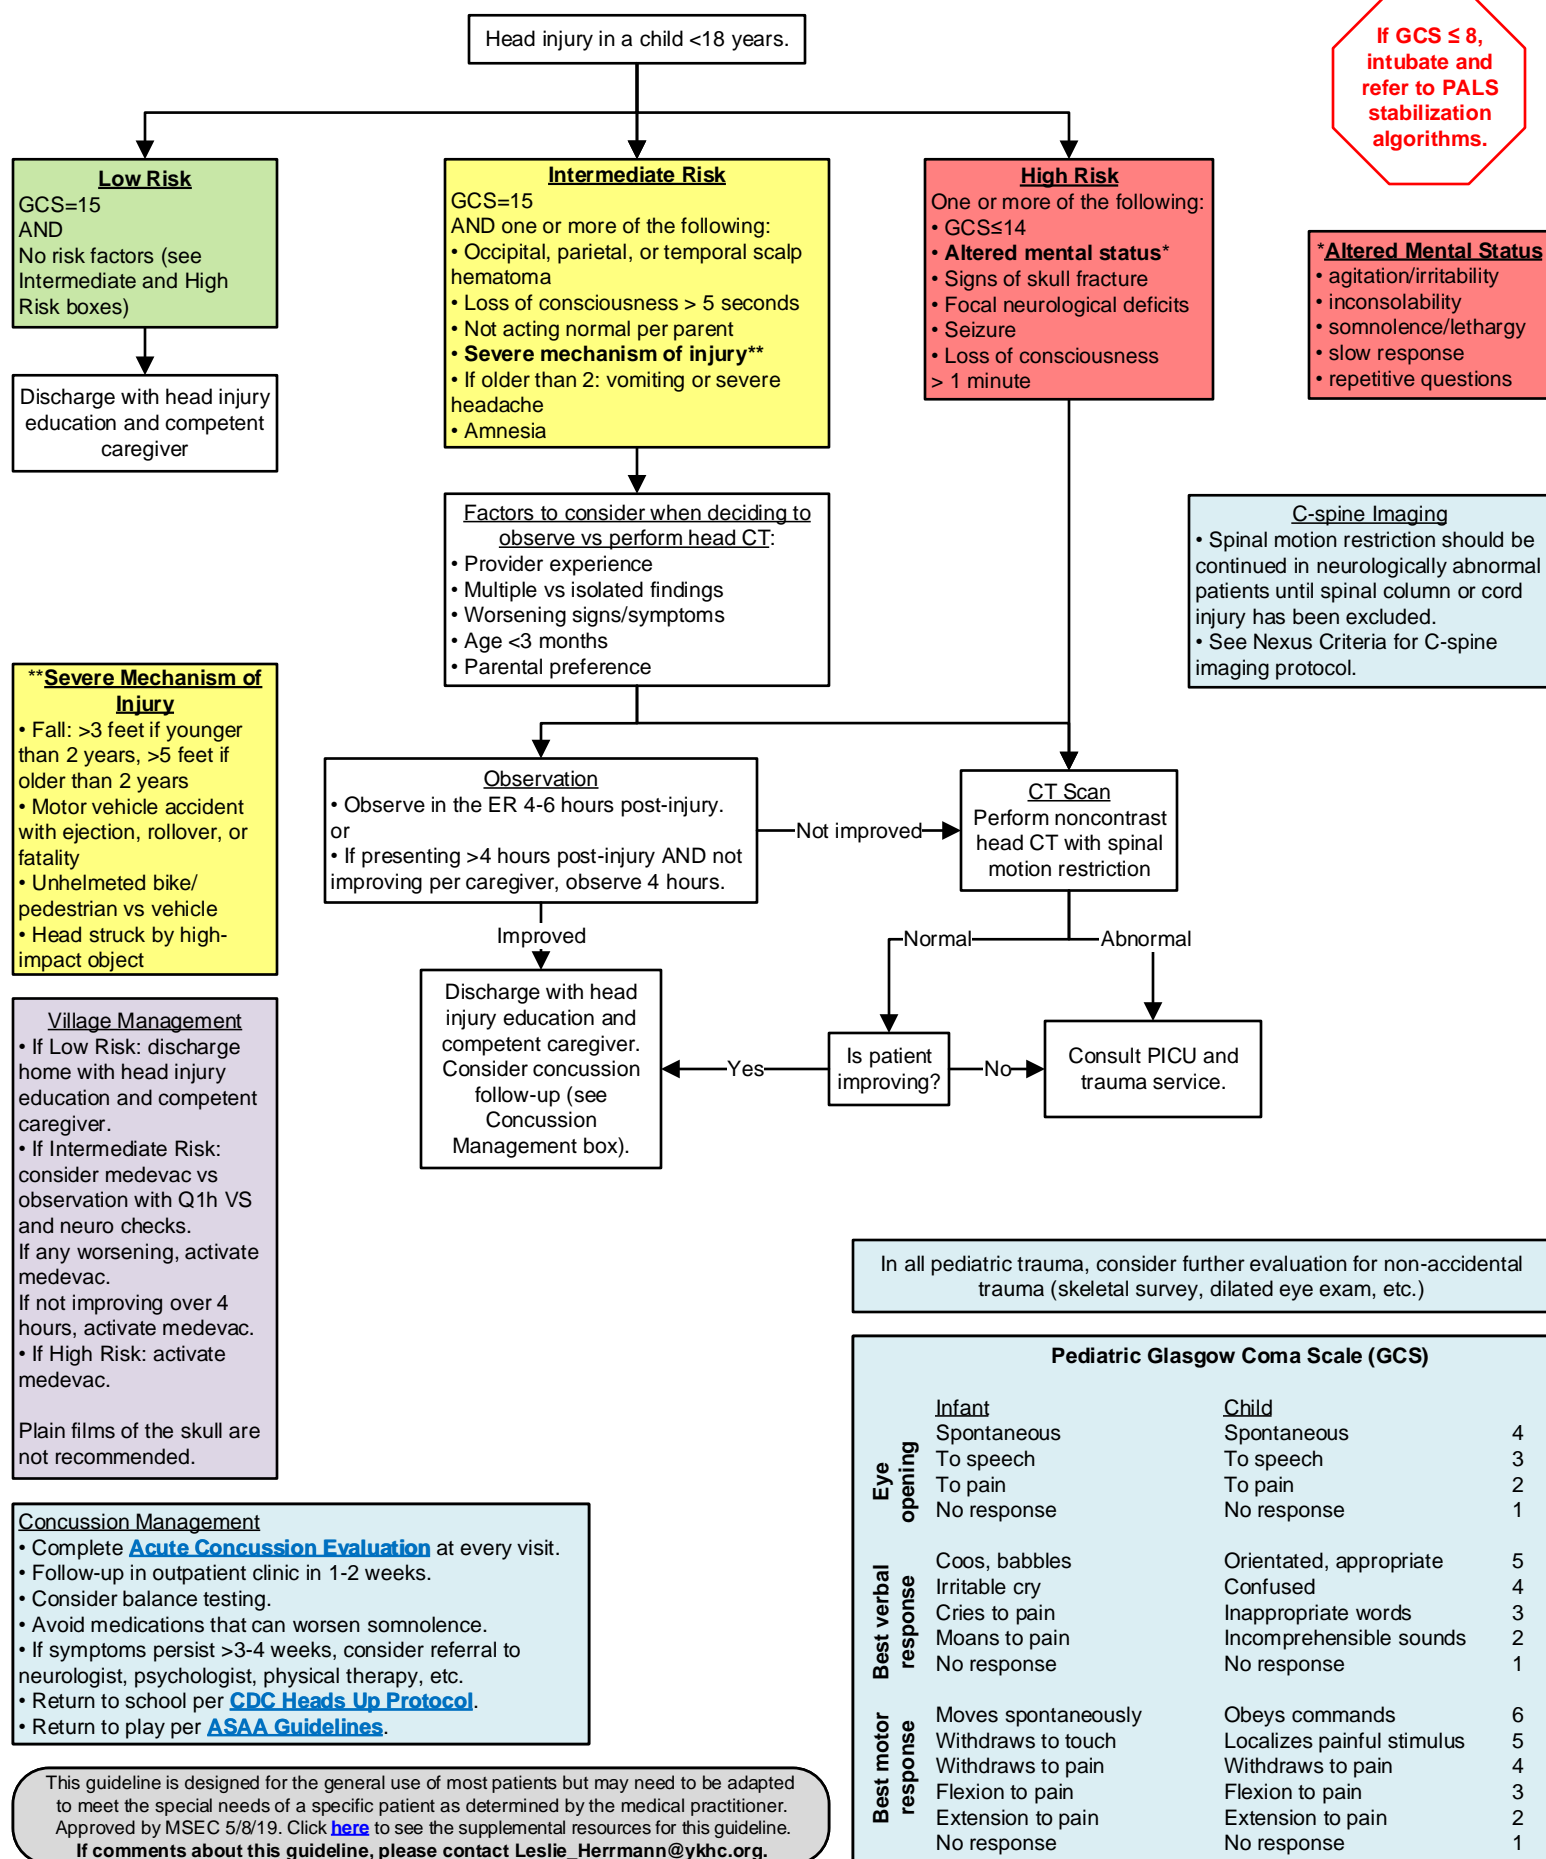 Head injury in a child <18 years.
If GCS ≤ 8,
intubate and
refer to PALS
stabilization
algorithms.
Low Risk
GCS=15
AND
No risk factors (see
Intermediate and High
Risk boxes)
Discharge with head injury
education and competent
caregiver
Intermediate Risk
GCS=15
AND one or more of the following:
• Occipital, parietal, or temporal scalp
hematoma
• Loss of consciousness > 5 seconds
• Not acting normal per parent
• Severe mechanism of injury**
• If older than 2: vomiting or severe
headache
• Amnesia
High Risk
One or more of the following:
• GCS≤14
• Altered mental status*
• Signs of skull fracture
• Focal neurological deficits
• Seizure
• Loss of consciousness
> 1 minute
*Altered Mental Status
• agitation/irritability
• inconsolability
• somnolence/lethargy
• slow response
• repetitive questions
Factors to consider when deciding to
observe vs perform head CT:
• Provider experience
• Multiple vs isolated findings
• Worsening signs/symptoms
• Age <3 months
• Parental preference
C-spine Imaging
• Spinal motion restriction should be
continued in neurologically abnormal
patients until spinal column or cord
injury has been excluded.
• See Nexus Criteria for C-spine
imaging protocol.
**Severe Mechanism of
Injury
• Fall: >3 feet if younger
than 2 years, >5 feet if
older than 2 years
• Motor vehicle accident
with ejection, rollover, or
fatality
• Unhelmeted bike/
pedestrian vs vehicle
• Head struck by high-
impact object
Observation
• Observe in the ER 4-6 hours post-injury.
or
• If presenting >4 hours post-injury AND not
improving per caregiver, observe 4 hours.
Not improved
CT Scan
Perform noncontrast
head CT with spinal
motion restriction
Improved
Normal
Abnormal
Discharge with head
injury education and
competent caregiver.
Consider concussion
follow-up (see
Concussion
Management box).
Yes
Is patient
improving?
No
Consult PICU and
trauma service.
Village Management
• If Low Risk: discharge
home with head injury
education and competent
caregiver.
• If Intermediate Risk:
consider medevac vs
observation with Q1h VS
and neuro checks.
If any worsening, activate
medevac.
If not improving over 4
hours, activate medevac.
• If High Risk: activate
medevac.
Plain films of the skull are
not recommended.
In all pediatric trauma, consider further evaluation for non-accidental
trauma (skeletal survey, dilated eye exam, etc.)
Concussion Management
• Complete Acute Concussion Evaluation at every visit.
• Follow-up in outpatient clinic in 1-2 weeks.
• Consider balance testing.
• Avoid medications that can worsen somnolence.
• If symptoms persist >3-4 weeks, consider referral to
neurologist, psychologist, physical therapy, etc.
• Return to school per CDC Heads Up Protocol.
• Return to play per ASAA Guidelines.
Pediatric Glasgow Coma Scale (GCS)
Infant Child
Eye
opening
Spontaneous Spontaneous 4
To speech To speech 3
To pain To pain 2
No response No response 1
Best verbal
response
Coos, babbles Orientated, appropriate 5
Irritable cry Confused 4
Cries to pain Inappropriate words 3
Moans to pain Incomprehensible sounds 2
No response No response 1
Best motor
response
Moves spontaneously Obeys commands 6
Withdraws to touch Localizes painful stimulus 5
Withdraws to pain Withdraws to pain 4
Flexion to pain Flexion to pain 3
Extension to pain Extension to pain 2
No response No response 1
This guideline is designed for the general use of most patients but may need to be adapted
to meet the special needs of a specific patient as determined by the medical practitioner.
Approved by MSEC 5/8/19. Click here to see the supplemental resources for this guideline.
If comments about this guideline, please contact Leslie_Herrmann@ykhc.org.